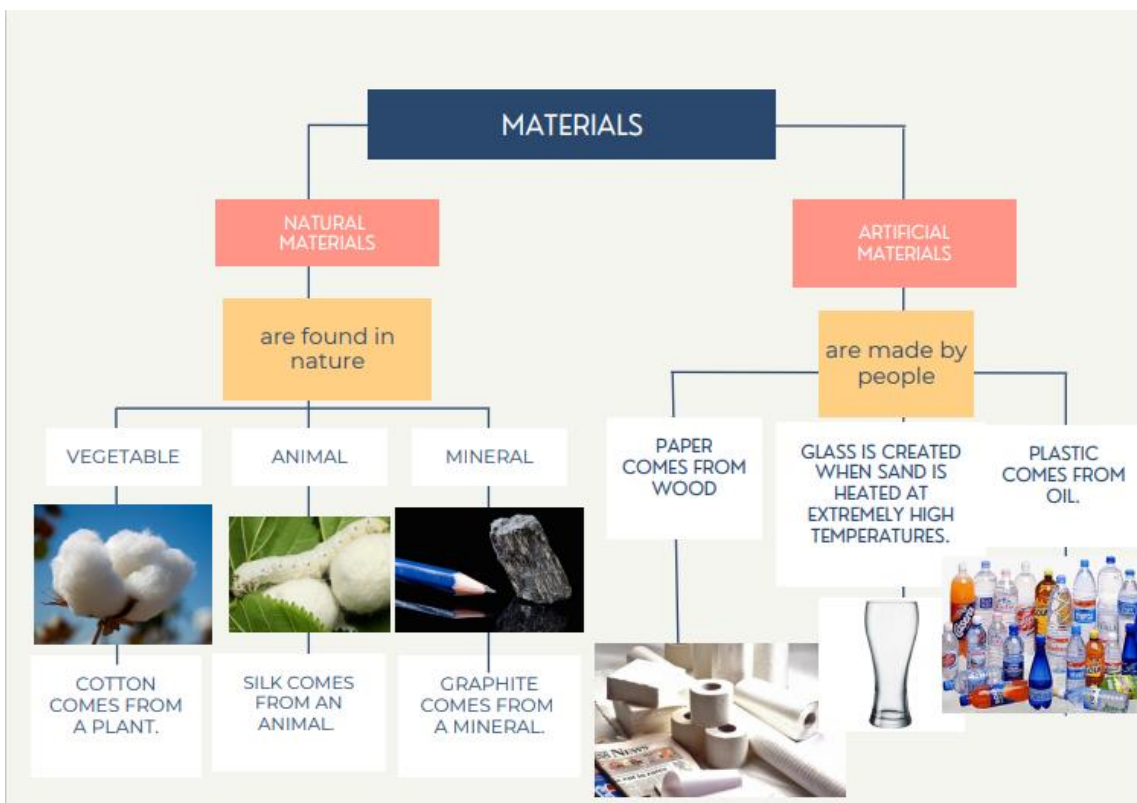 MATERIALS
NATURAL
MATERIALS
ARTIFICIAL
MATERIALS
are found in
nature
are made by
people
VEGETABLE
ANIMAL
MINERAL
PAPER
COMES FROM
WOOD
GLASS IS CREATED
WHEN SAND IS
HEATED AT
EXTREMELY HIGH
TEMPERATURES.
PLASTIC
COMES FROM
OIL.
COTTON
COMES FROM
A PLANT.
SILK COMES
FROM AN
ANIMAL.
GRAPHITE
COMES FROM
A MINERAL.
NEWS